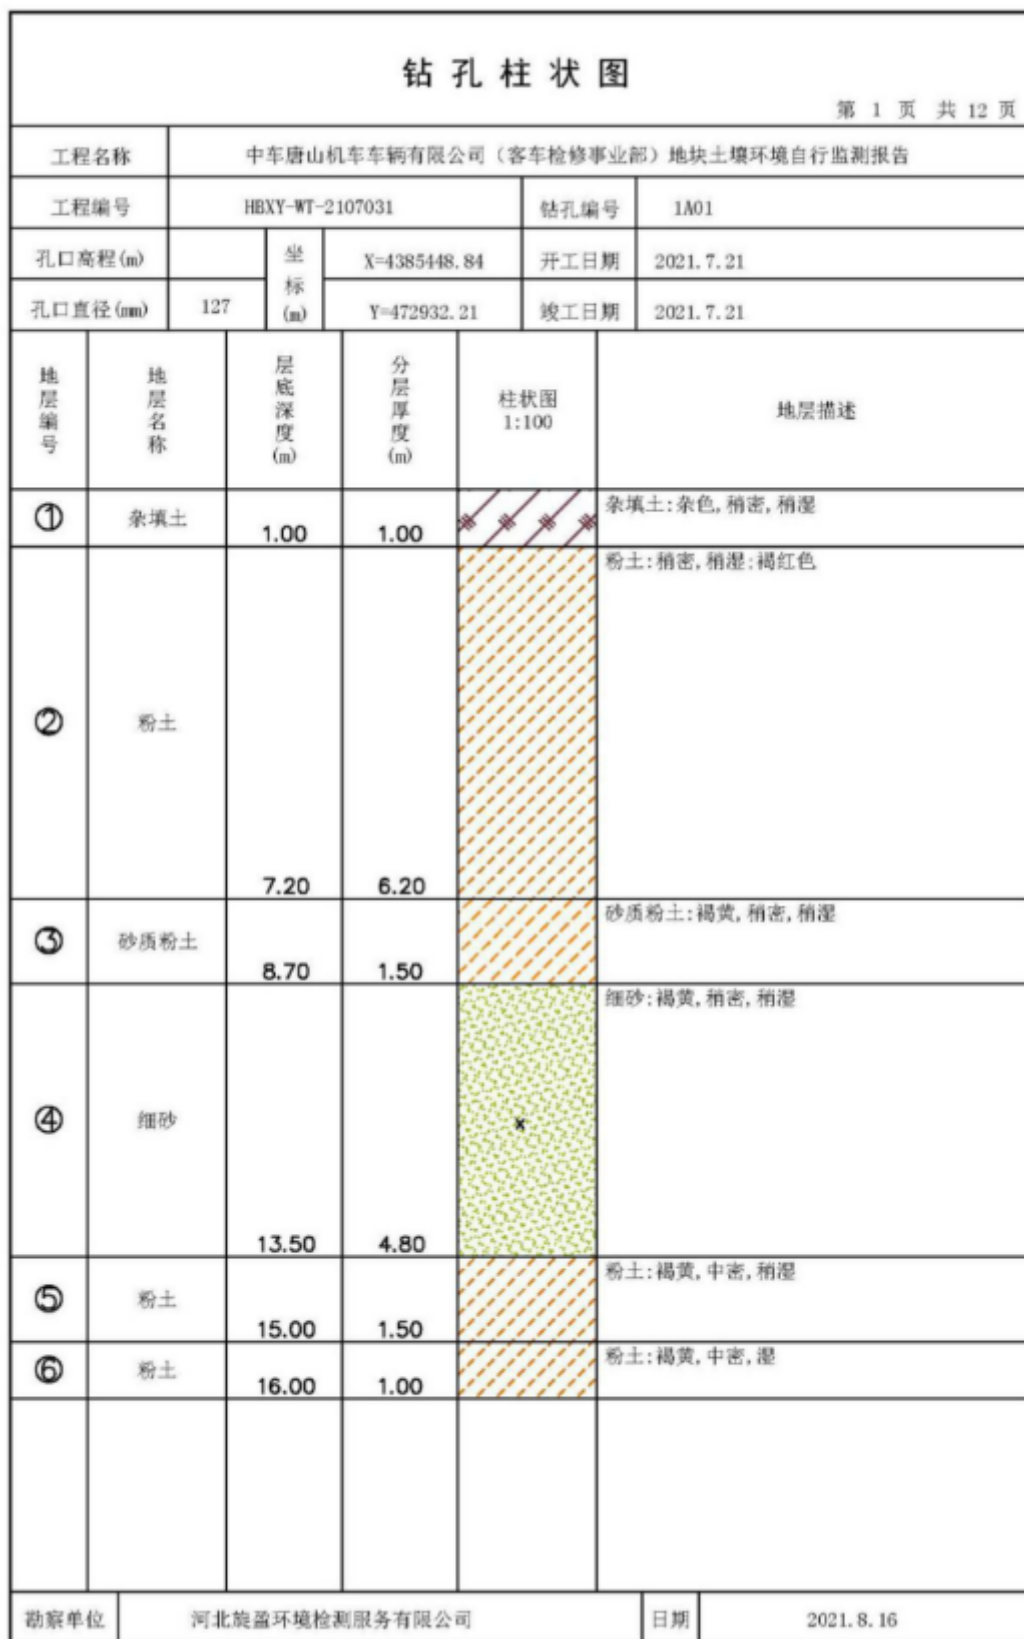 钻孔柱状图
第 1 页 共 12 页
工程名称 中车唐山机车车辆有限公司（客车检修事业部）地块土壤环境自行监测报告
工程编号 HBXY-WT-2107031 钻孔编号 1A01
孔口高程(m) 坐标(m) X=4385448.84 开工日期 2021.7.21
孔口直径(mm) 127 Y=472932.21 竣工日期 2021.7.21
地层编号 地层名称 层底深度(m) 分层厚度(m) 柱状图 1:100 地层描述
① 杂填土 1.00 1.00 杂填土:杂色,稍密,稍湿
② 粉土 7.20 6.20 粉土:稍密,稍湿:褐红色
③ 砂质粉土 8.70 1.50 砂质粉土:褐黄,稍密,稍湿
④ 细砂 13.50 4.80 x 细砂:褐黄,稍密,稍湿
⑤ 粉土 15.00 1.50 粉土:褐黄,中密,稍湿
⑥ 粉土 16.00 1.00 粉土:褐黄,中密,湿
勘察单位 河北旋盈环境检测服务有限公司 日期 2021.8.16